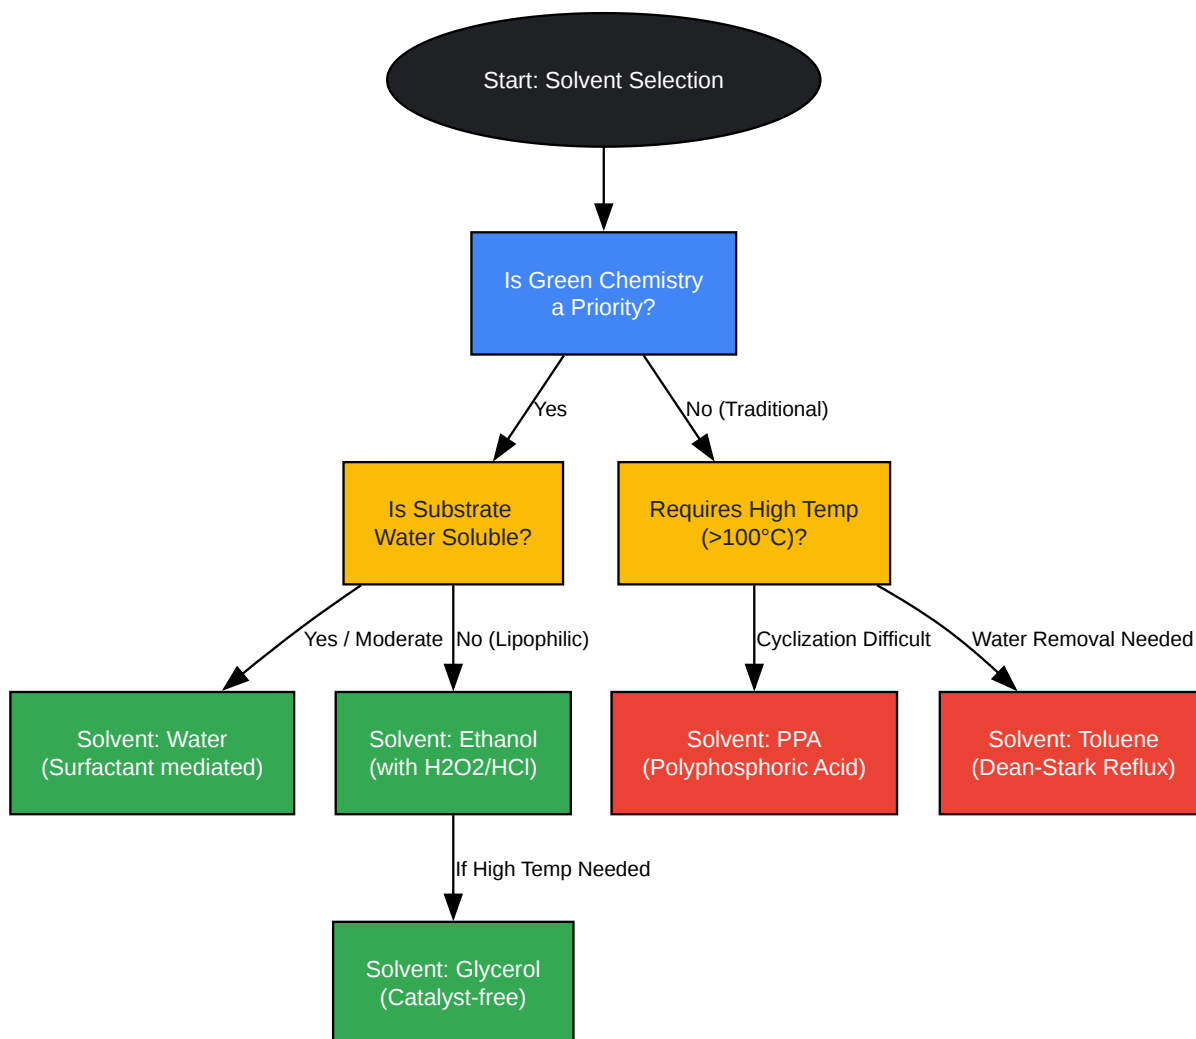 Start: Solvent Selection
Is Green Chemistry
a Priority?
Yes
No (Traditional)
Is Substrate
Water Soluble?
Requires High Temp
(>100°C)?
Yes / Moderate
No (Lipophilic)
Cyclization Difficult
Water Removal Needed
Solvent: Water
(Surfactant mediated)
Solvent: Ethanol
(with H2O2/HCl)
Solvent: PPA
(Polyphosphoric Acid)
Solvent: Toluene
(Dean-Stark Reflux)
If High Temp Needed
Solvent: Glycerol
(Catalyst-free)